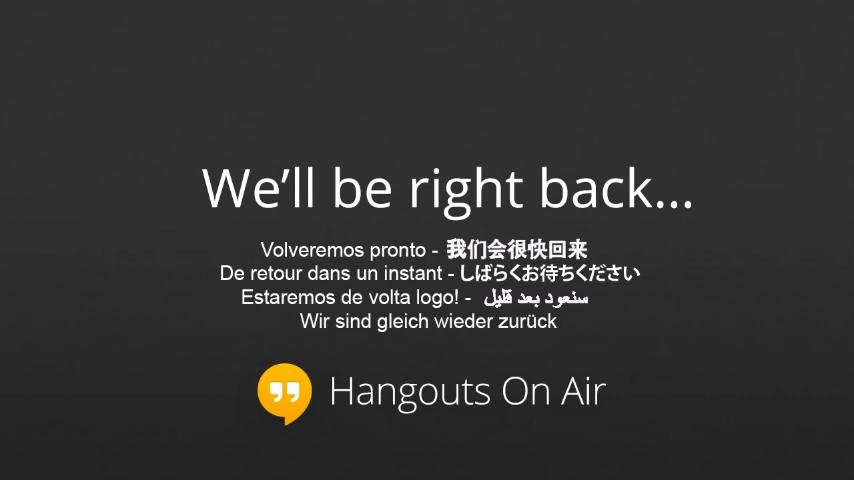 We'll be right back...
Volveremos pronto - 我们会很快回来
De retour dans un instant - しばらくお待ちください
Estaremos de volta logo! - سنعود بعد قليل
Wir sind gleich wieder zurück
Hangouts On Air